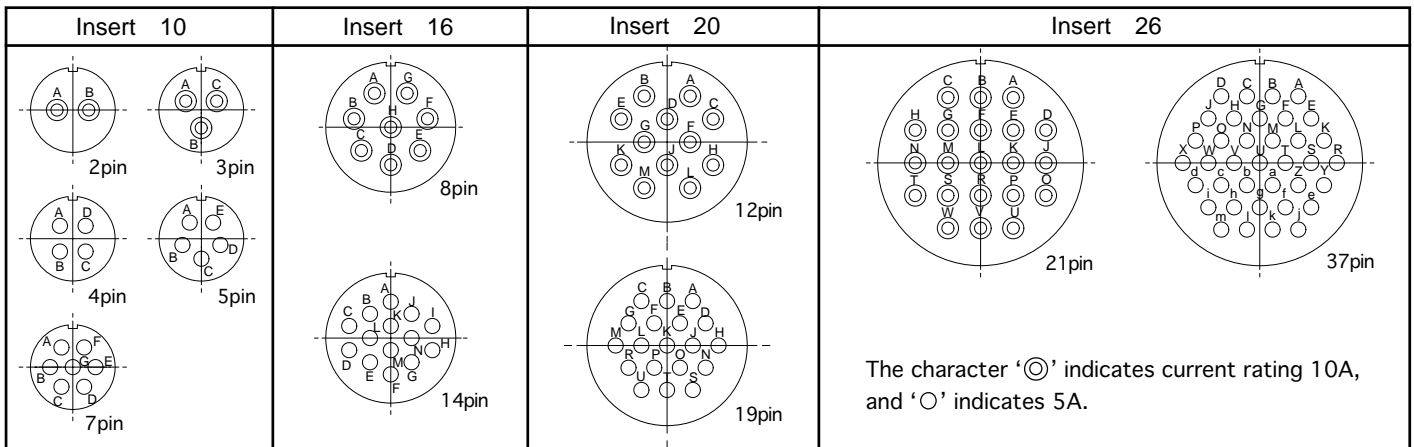 Insert 10
Insert 16
Insert 20
Insert 26
A B
2pin
A C
B
3pin
A D
B C
4pin
A E
B D
C
5pin
A F
B G E
C D
7pin
A G
B H F
C E
D
8pin
A
B J
C K I
L
N H
D M
E G
F
14pin
B A
E D C
G F
K J H
M L
12pin
C B A
G F E D
M L K J H
R P O N
U T S
19pin
C B A
H G F E D
N M L K J
T S R P O
W V U
21pin
D C B A
J H G F E
P O N M L K
X W V U T S R
d c b a Z Y
i h g f e
m l k j
37pin
The character ‘◎’ indicates current rating 10A,
and ‘○’ indicates 5A.